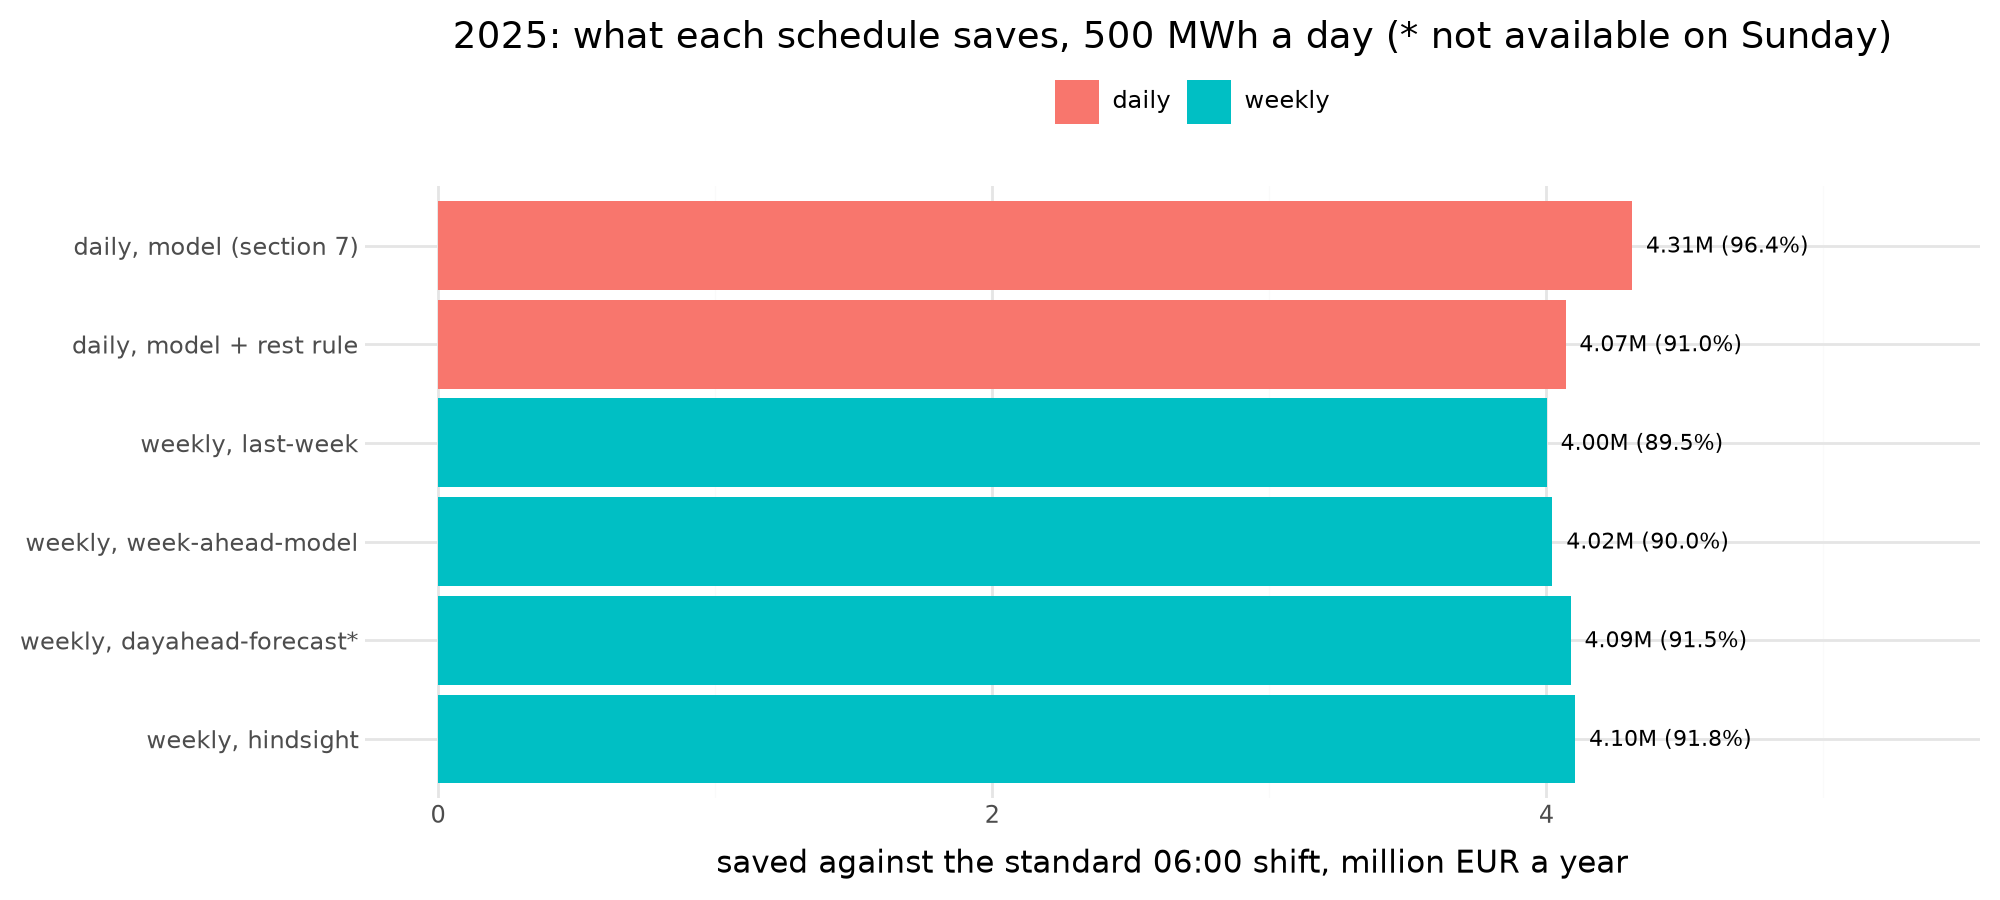 2025: what each schedule saves, 500 MWh a day (* not available on Sunday)
daily weekly
daily, model (section 7) 4.31M (96.4%)
daily, model + rest rule 4.07M (91.0%)
weekly, last-week 4.00M (89.5%)
weekly, week-ahead-model 4.02M (90.0%)
weekly, dayahead-forecast* 4.09M (91.5%)
weekly, hindsight 4.10M (91.8%)
0 2 4
saved against the standard 06:00 shift, million EUR a year